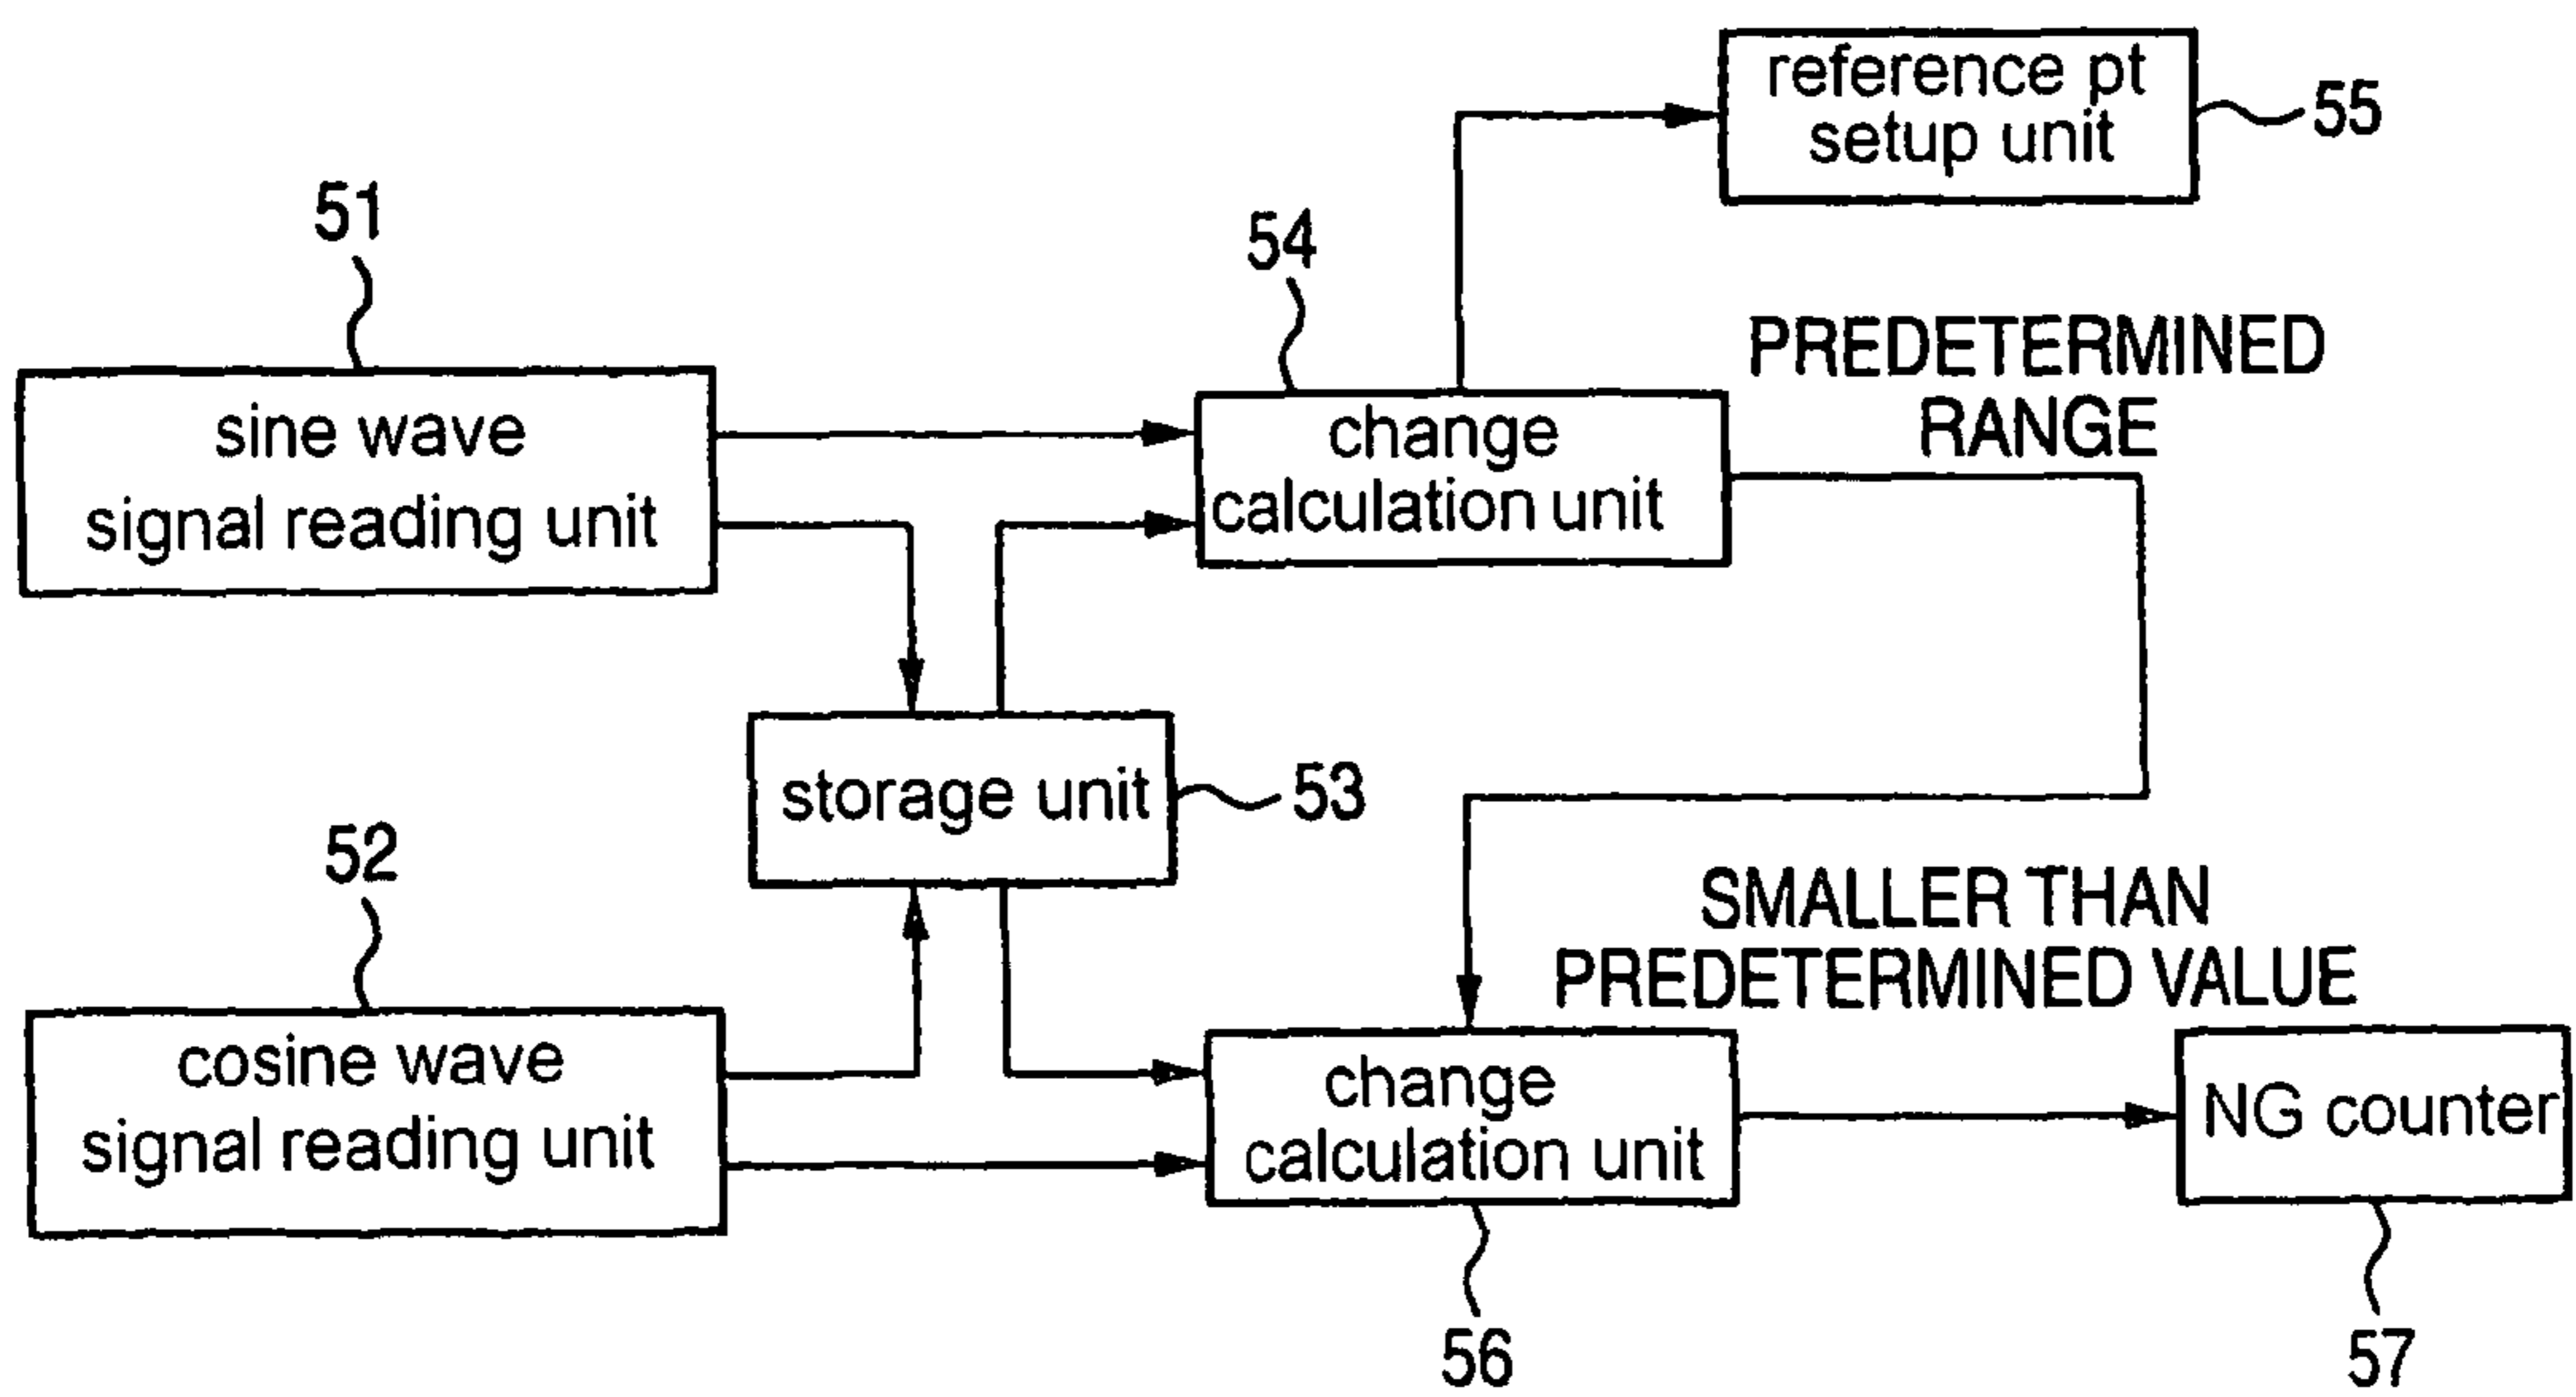 reference pt
setup unit
55
51
54
PREDETERMINED
RANGE
sine wave
signal reading unit
change
calculation unit
storage unit
53
52
SMALLER THAN
PREDETERMINED VALUE
cosine wave
signal reading unit
change
calculation unit
NG counter
56
57